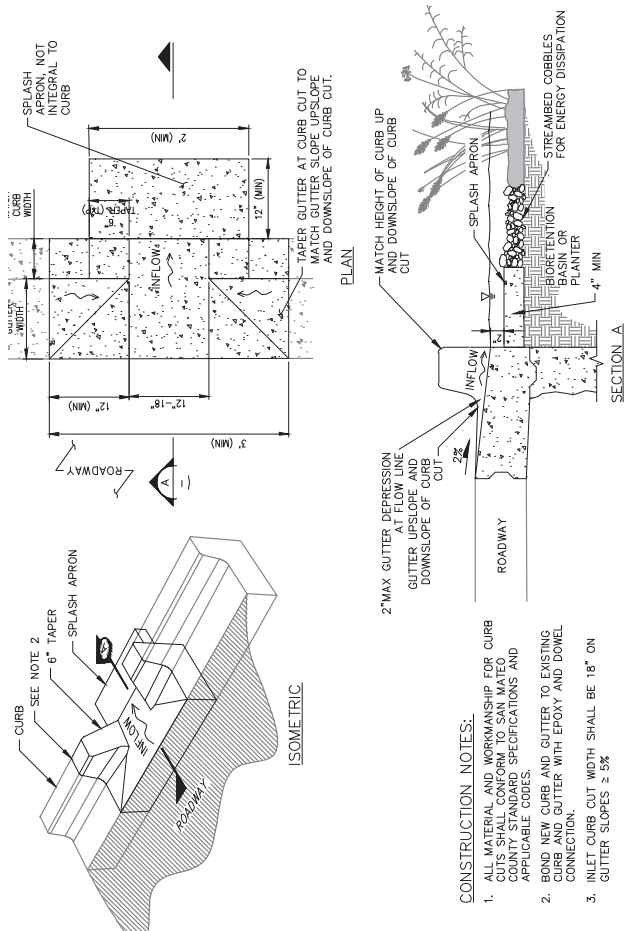 CURB
SEE NOTE 2
6" TAPER
SPLASH APRON
INFLOW
ROADWAY
ISOMETRIC
ROADWAY
A
3' (MIN)
12" (MIN)
12"-18"
GUTTER
WIDTH
CURB
WIDTH
6"
TAPER (TYP)
INFLOW
2' (MIN)
12" (MIN)
SPLASH
APRON, NOT
INTEGRAL TO
CURB
TAPER GUTTER AT CURB CUT TO
MATCH GUTTER SLOPE UPSLOPE
AND DOWNSLOPE OF CURB CUT.
PLAN
CONSTRUCTION NOTES:
1. ALL MATERIAL AND WORKMANSHIP FOR CURB
CUTS SHALL CONFORM TO SAN MATEO
COUNTY STANDARD SPECIFICATIONS AND
APPLICABLE CODES.
2. BOND NEW CURB AND GUTTER TO EXISTING
CURB AND GUTTER WITH EPOXY AND DOWEL
CONNECTION.
3. INLET CURB CUT WIDTH SHALL BE 18" ON
GUTTER SLOPES ≥ 5%
2"MAX GUTTER DEPRESSION
AT FLOW LINE
GUTTER UPSLOPE AND
DOWNSLOPE OF CURB
CUT
2%
ROADWAY
INFLOW
MATCH HEIGHT OF CURB UP
AND DOWNSLOPE OF CURB
CUT
2"
SPLASH APRON
4" MIN
BIORETENTION
BASIN OR
PLANTER
STREAMBED COBBLES
FOR ENERGY DISSIPATION
SECTION A